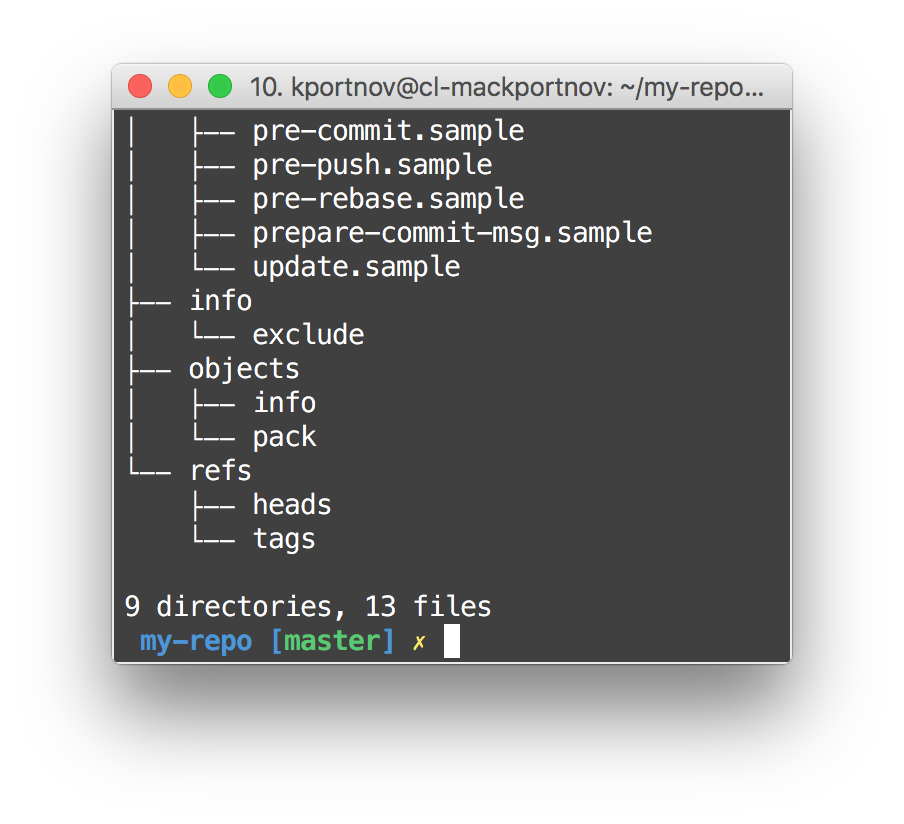 10. kportnov@cl-mackportnov: ~/my-repo...
│   ├── pre-commit.sample
│   ├── pre-push.sample
│   ├── pre-rebase.sample
│   ├── prepare-commit-msg.sample
│   └── update.sample
├── info
│   └── exclude
├── objects
│   ├── info
│   └── pack
└── refs
    ├── heads
    └── tags
9 directories, 13 files
my-repo [master] ✗